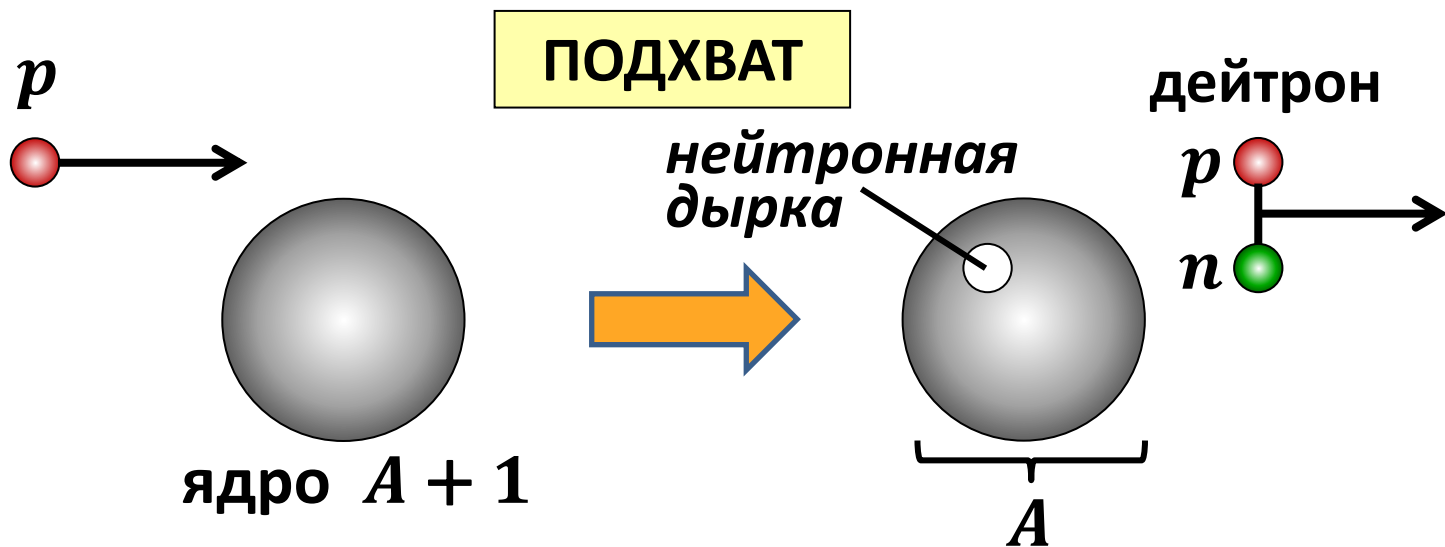 ПОДХВАТ
p
дейтрон
нейтронная
дырка
p
n
ядро A + 1
A